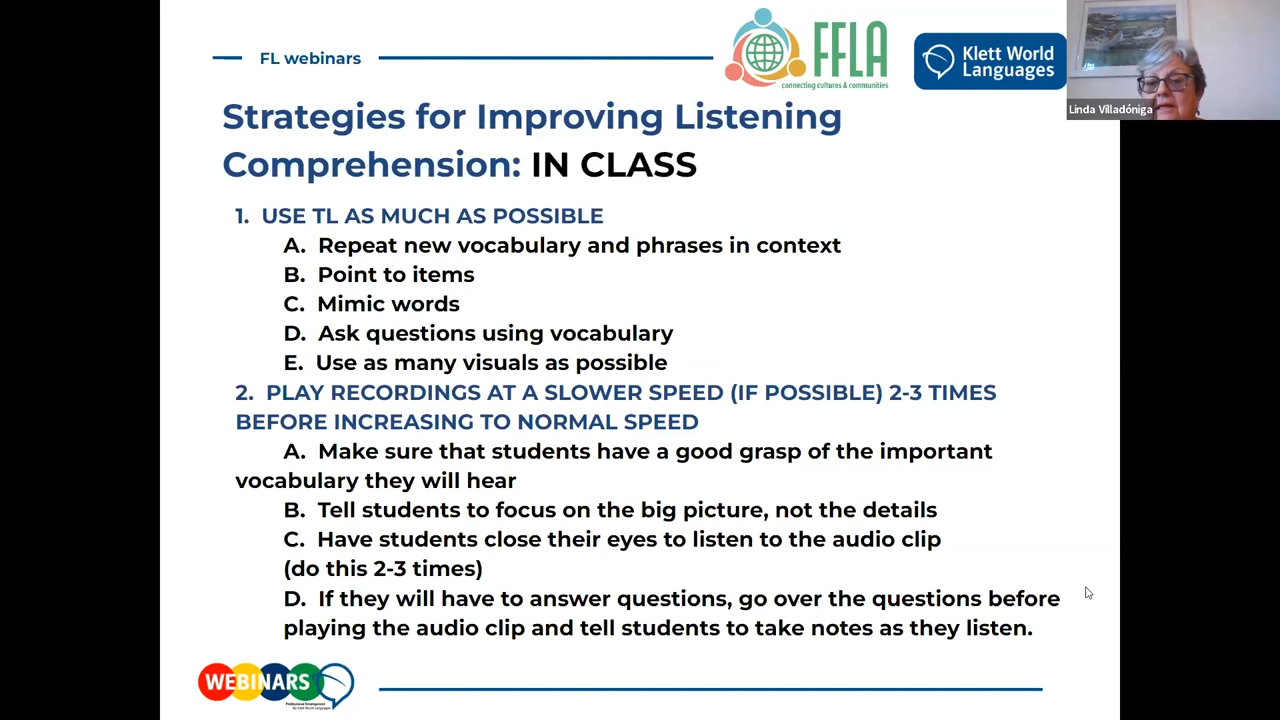 FL webinars
FFLA
connecting cultures & communities
Klett World
Languages
Linda Villadóniga
Strategies for Improving Listening
Comprehension: IN CLASS
1. USE TL AS MUCH AS POSSIBLE
A. Repeat new vocabulary and phrases in context
B. Point to items
C. Mimic words
D. Ask questions using vocabulary
E. Use as many visuals as possible
2. PLAY RECORDINGS AT A SLOWER SPEED (IF POSSIBLE) 2-3 TIMES
BEFORE INCREASING TO NORMAL SPEED
A. Make sure that students have a good grasp of the important
vocabulary they will hear
B. Tell students to focus on the big picture, not the details
C. Have students close their eyes to listen to the audio clip
(do this 2-3 times)
D. If they will have to answer questions, go over the questions before
playing the audio clip and tell students to take notes as they listen.
WEBINARS
Professional Development
By Klett World Languages